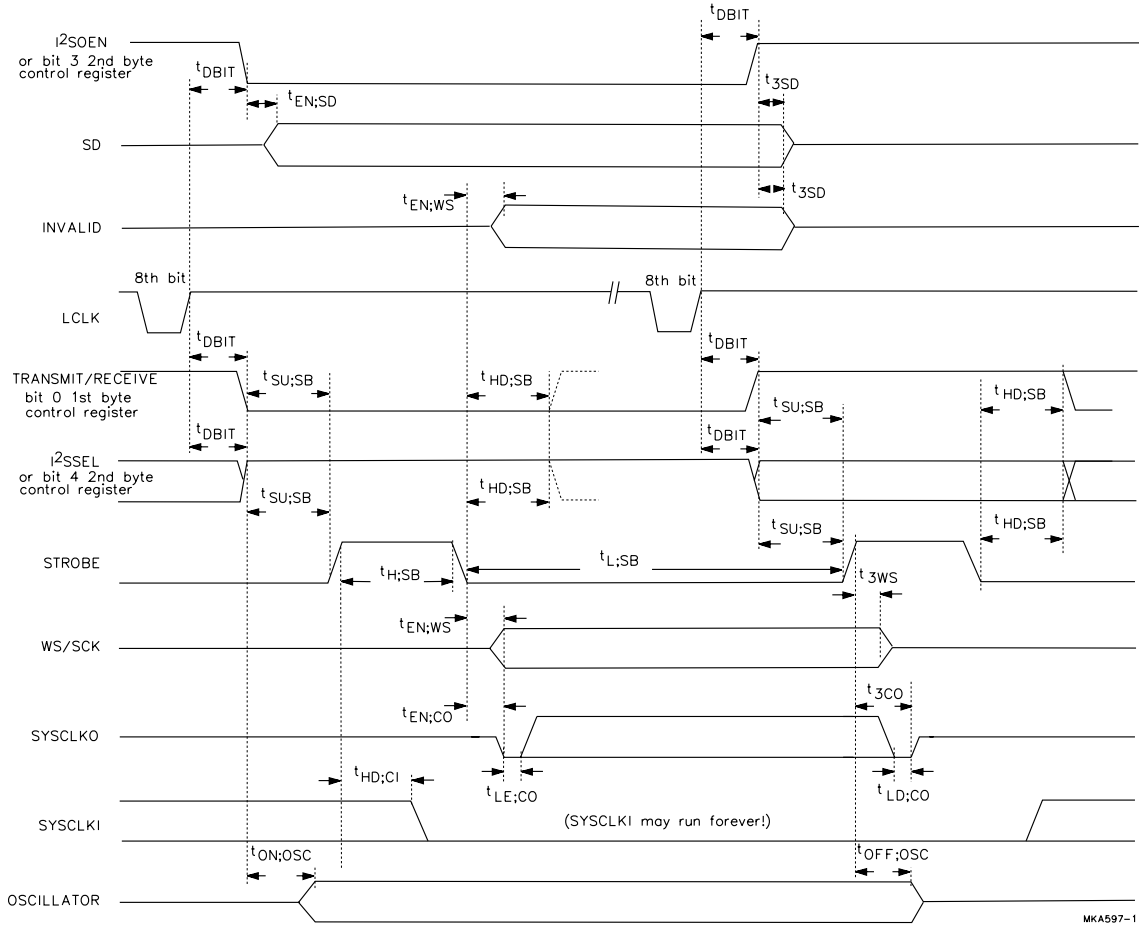 tDBIT
I²SOEN
or bit 3 2nd byte
control register
tDBIT
t3SD
tEN;SD
SD
t3SD
tEN;WS
INVALID
8th bit
8th bit
LCLK
tDBIT
tDBIT
TRANSMIT/RECEIVE
bit 0 1st byte
control register
tSU;SB
tHD;SB
tSU;SB
tHD;SB
tDBIT
tDBIT
I²SSEL
or bit 4 2nd byte
control register
tSU;SB
tHD;SB
tSU;SB
tHD;SB
STROBE
tH;SB
tL;SB
t3WS
tEN;WS
WS/SCK
t3CO
tEN;CO
SYSCLKO
tHD;CI
tLE;CO
tLD;CO
SYSCLKI
(SYSCLKI may run forever!)
tON;OSC
tOFF;OSC
OSCILLATOR
MKA597-1